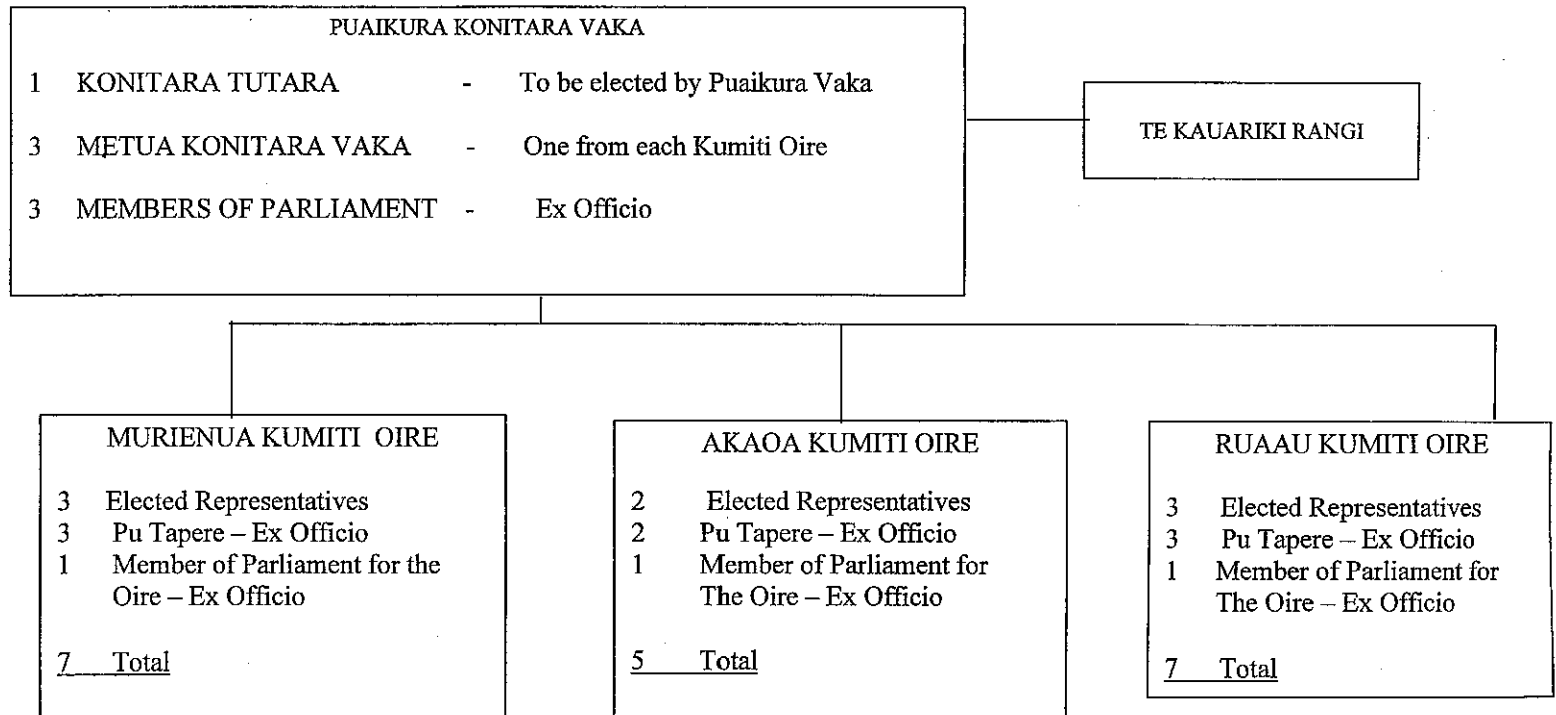 PUAIKURA KONITARA VAKA
1 KONITARA TUTARA - To be elected by Puaikura Vaka
3 METUA KONITARA VAKA - One from each Kumiti Oire
3 MEMBERS OF PARLIAMENT - Ex Officio
TE KAUARIKI RANGI
MURIENUA KUMITI OIRE
3 Elected Representatives
3 Pu Tapere – Ex Officio
1 Member of Parliament for the
Oire – Ex Officio
7 Total
AKAOA KUMITI OIRE
2 Elected Representatives
2 Pu Tapere – Ex Officio
1 Member of Parliament for
The Oire – Ex Officio
5 Total
RUAAU KUMITI OIRE
3 Elected Representatives
3 Pu Tapere – Ex Officio
1 Member of Parliament for
The Oire – Ex Officio
7 Total